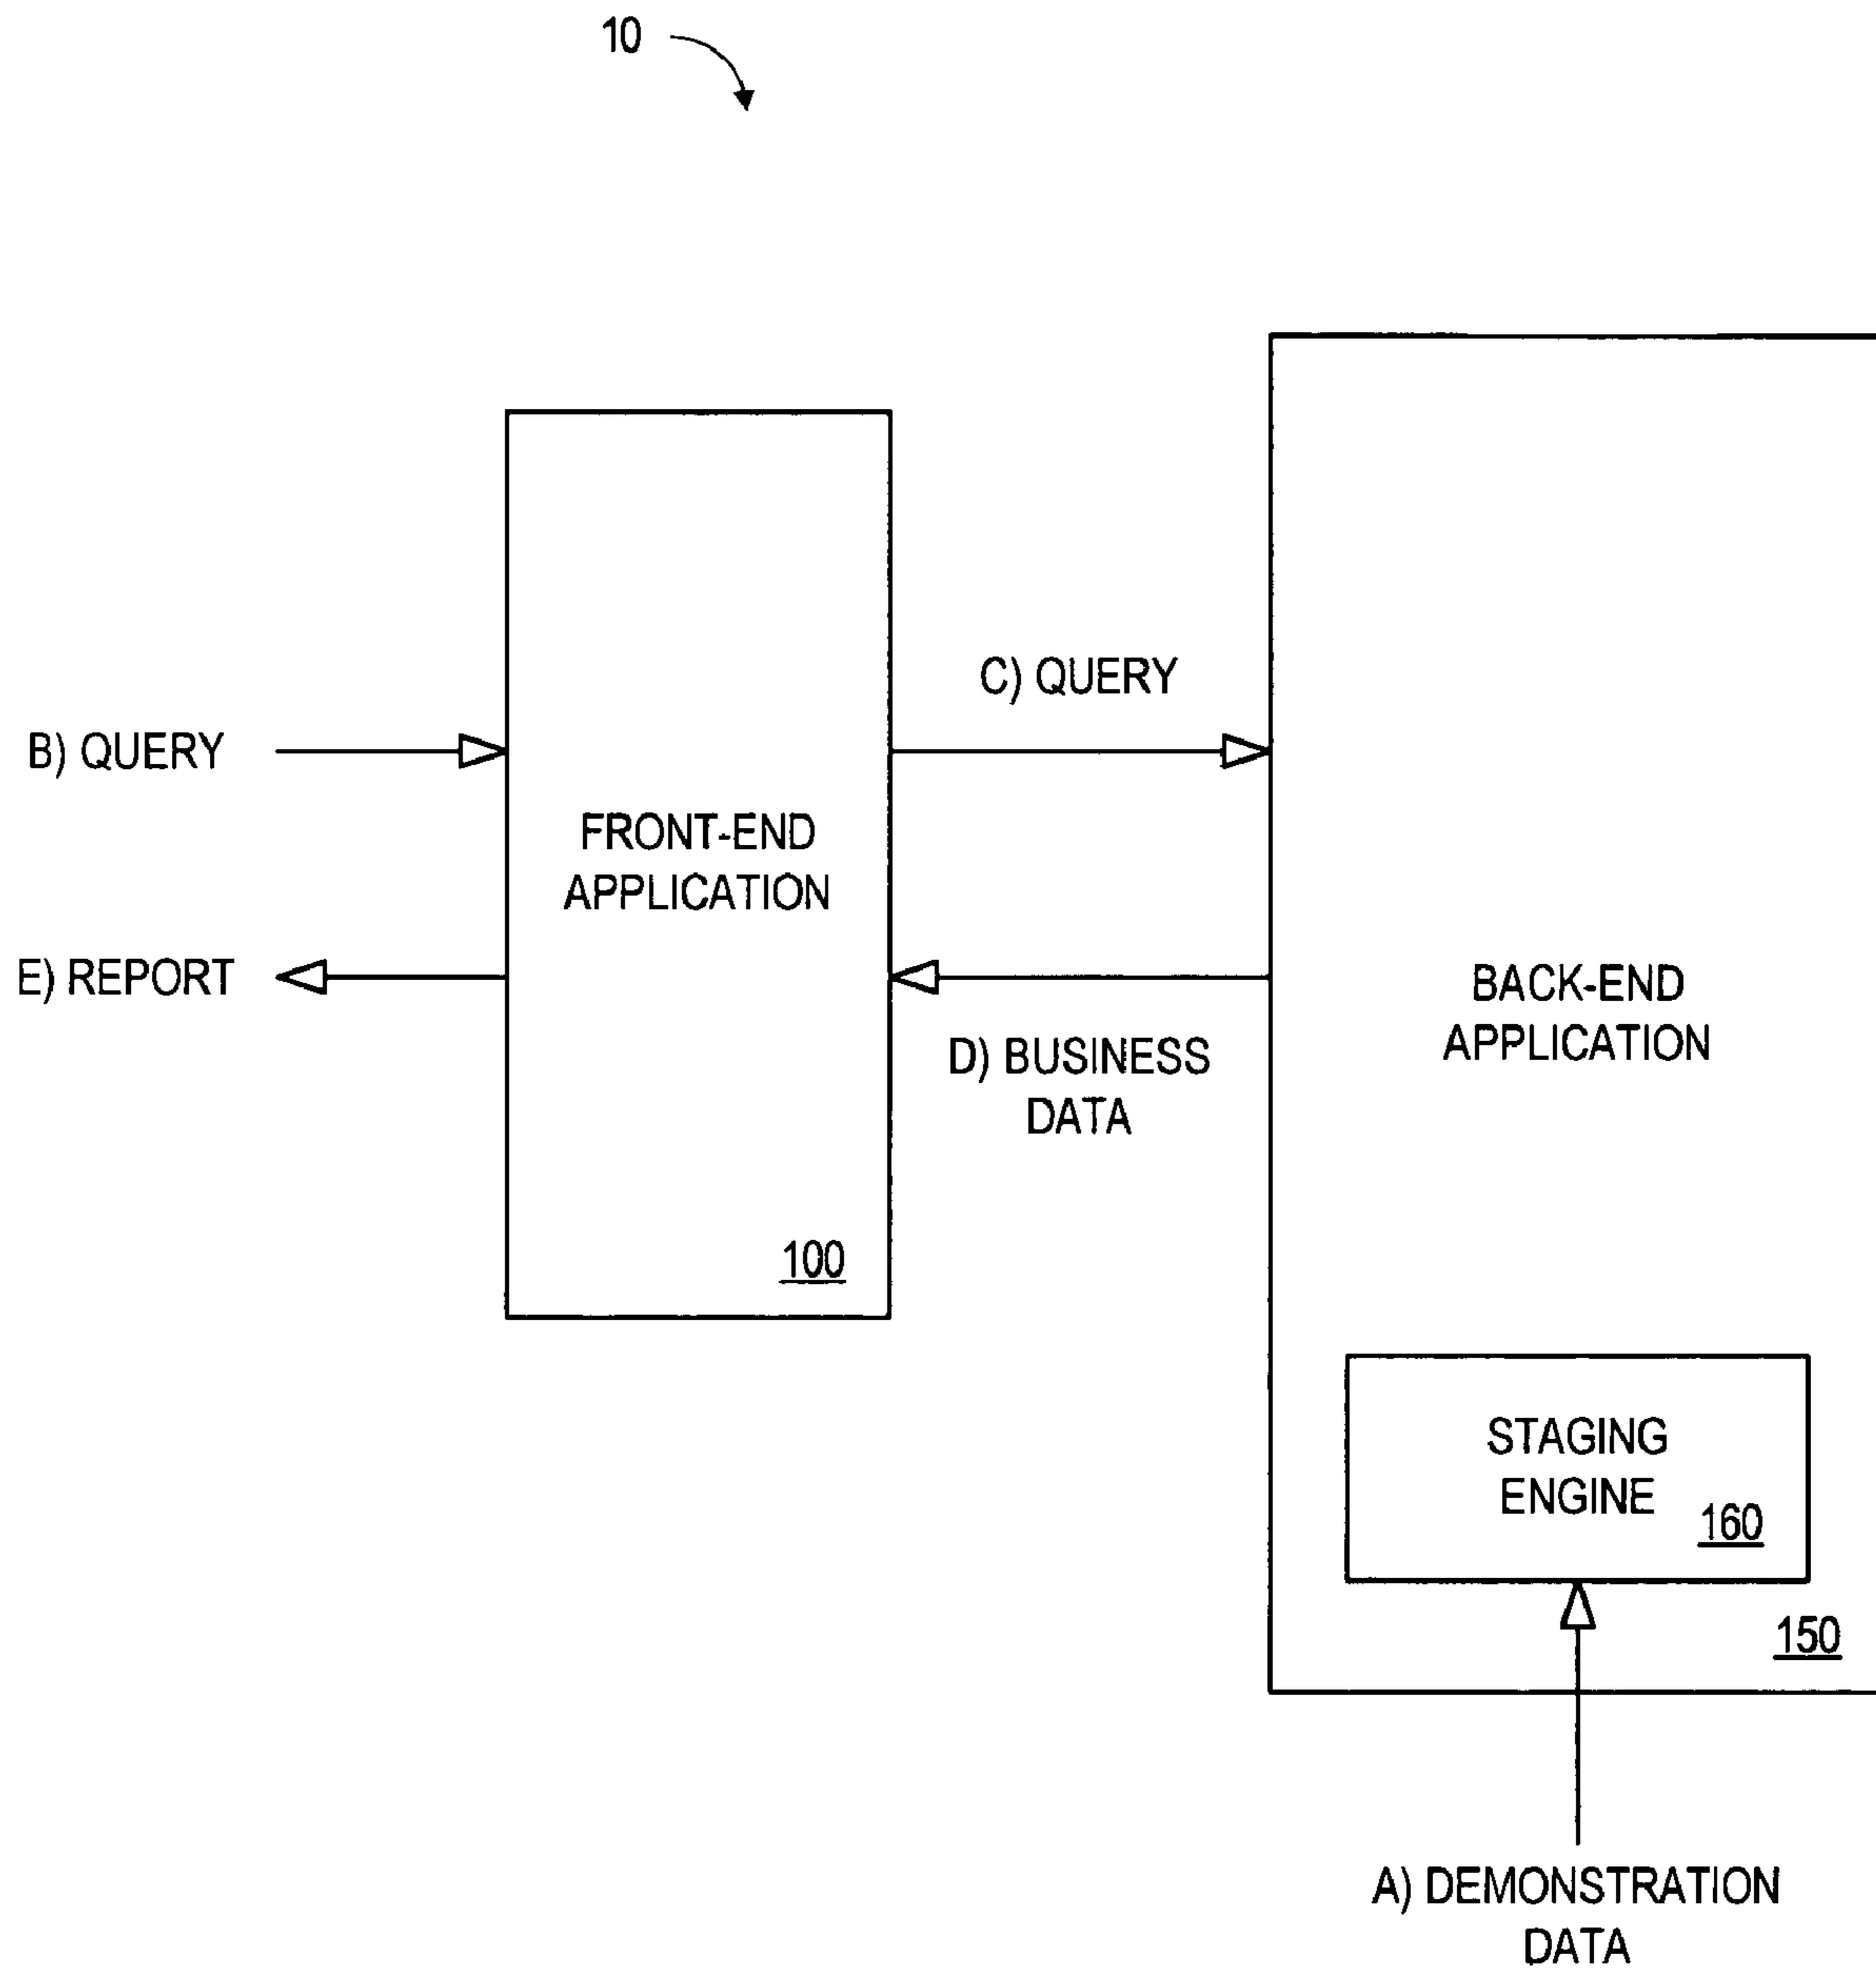 10
C) QUERY
B) QUERY
FRONT-END
APPLICATION
E) REPORT
BACK-END
APPLICATION
D) BUSINESS
DATA
100
STAGING
ENGINE
160
150
A) DEMONSTRATION
DATA